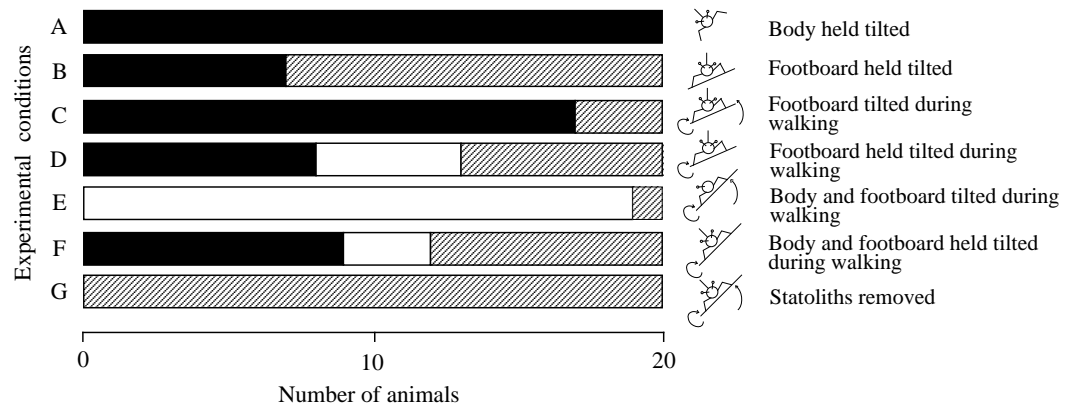 Experimental conditions
A
Body held tilted
B
Footboard held tilted
C
Footboard tilted during
walking
D
Footboard held tilted during
walking
E
Body and footboard tilted during
walking
F
Body and footboard held tilted
during walking
G
Statoliths removed
0
10
20
Number of animals